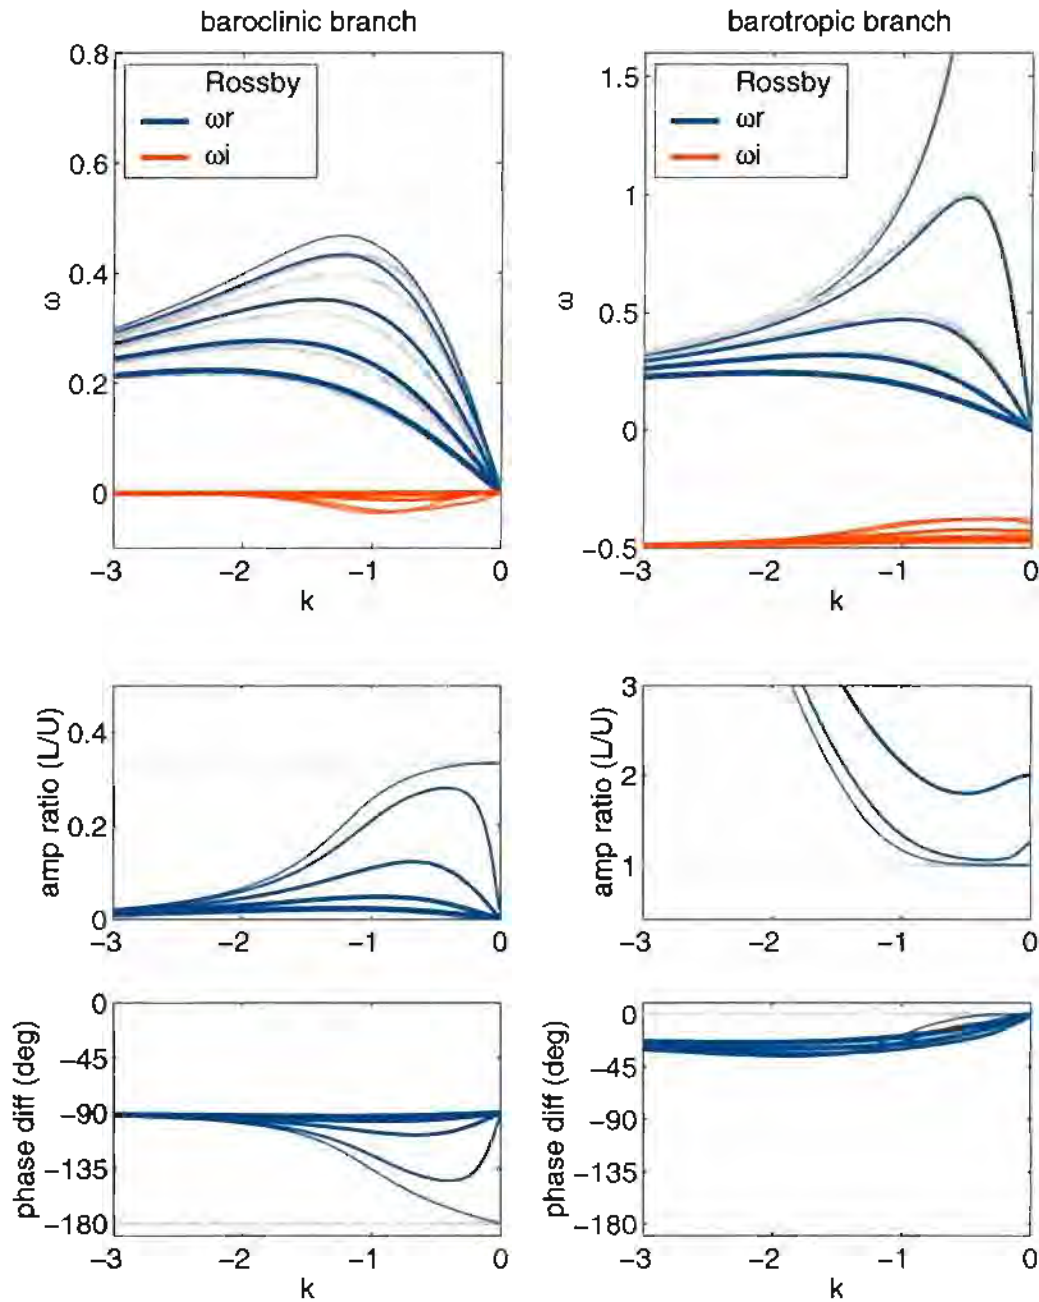 baroclinic branch
barotropic branch
0.8
0.6
0.4
0.2
0
ω
Rossby
ωr
ωi
−3 −2 −1 0
k
1.5
1
0.5
0
−0.5
ω
Rossby
ωr
ωi
−3 −2 −1 0
k
0.4
0.2
0
amp ratio (L/U)
−3 −2 −1 0
3
2
1
amp ratio (L/U)
−3 −2 −1 0
0
−45
−90
−135
−180
phase diff (deg)
−3 −2 −1 0
k
0
−45
−90
−135
−180
phase diff (deg)
−3 −2 −1 0
k